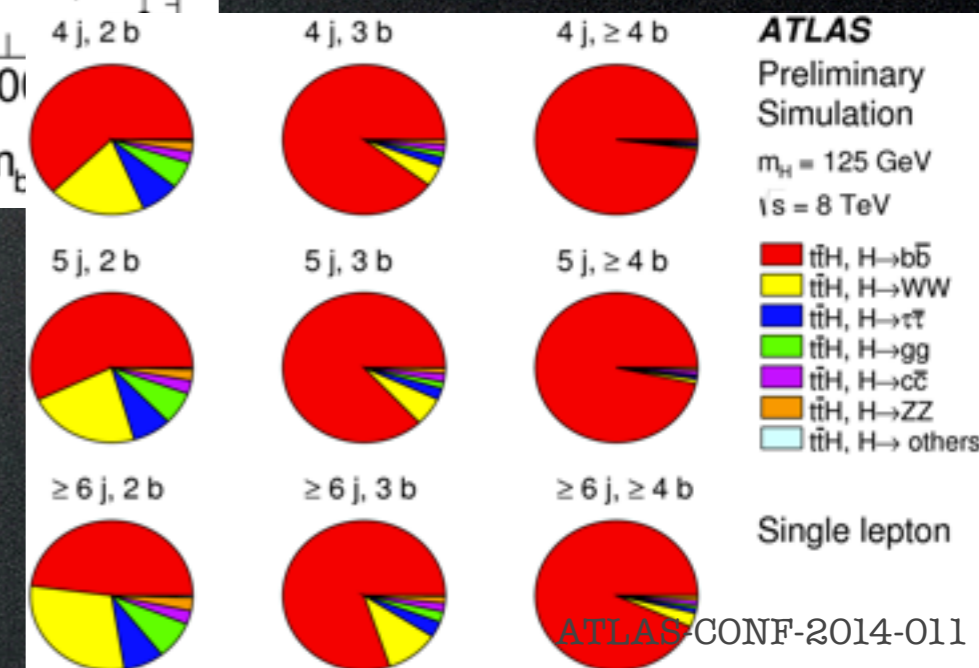 4 j, 2 b
4 j, 3 b
4 j, ≥ 4 b
ATLAS
Preliminary
Simulation
m_H = 125 GeV
√s = 8 TeV
5 j, 2 b
5 j, 3 b
5 j, ≥ 4 b
tt̄H, H→bb̄
tt̄H, H→WW
tt̄H, H→ττ̄
tt̄H, H→gg
tt̄H, H→cc̄
tt̄H, H→ZZ
tt̄H, H→ others
≥ 6 j, 2 b
≥ 6 j, 3 b
≥ 6 j, ≥ 4 b
Single lepton
ATLAS-CONF-2014-011